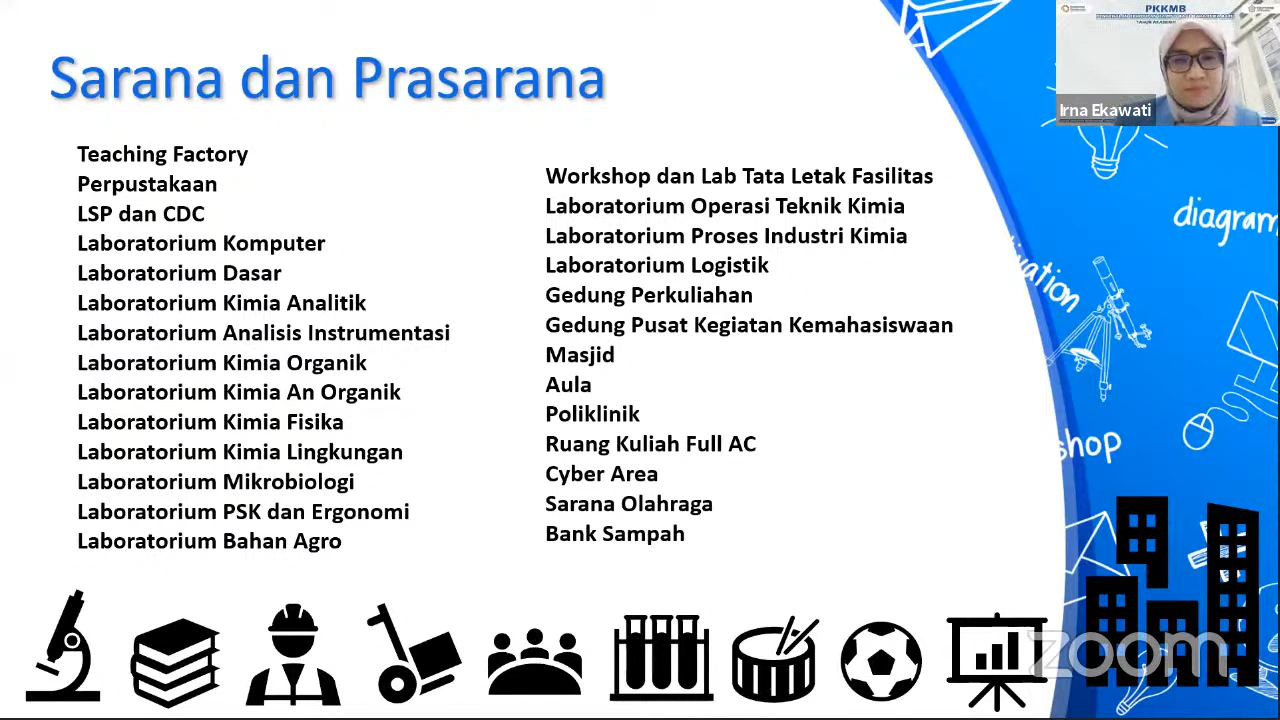 Sarana dan Prasarana
Teaching Factory
Perpustakaan
LSP dan CDC
Laboratorium Komputer
Laboratorium Dasar
Laboratorium Kimia Analitik
Laboratorium Analisis Instrumentasi
Laboratorium Kimia Organik
Laboratorium Kimia An Organik
Laboratorium Kimia Fisika
Laboratorium Kimia Lingkungan
Laboratorium Mikrobiologi
Laboratorium PSK dan Ergonomi
Laboratorium Bahan Agro
Workshop dan Lab Tata Letak Fasilitas
Laboratorium Operasi Teknik Kimia
Laboratorium Proses Industri Kimia
Laboratorium Logistik
Gedung Perkuliahan
Gedung Pusat Kegiatan Kemahasiswaan
Masjid
Aula
Poliklinik
Ruang Kuliah Full AC
Cyber Area
Sarana Olahraga
Bank Sampah
PKKMB
Irna Ekawati
diagram
vation
shop
zoom